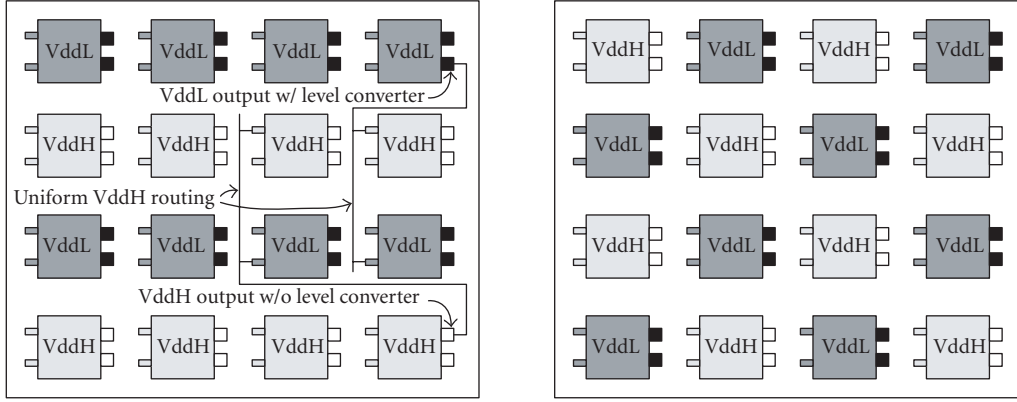 VddL VddL VddL VddL
VddL output w/ level converter
VddH VddH VddH VddH
Uniform VddH routing
VddL VddL VddL VddL
VddH output w/o level converter
VddH VddH VddH VddH
VddH VddL VddH VddL
VddL VddH VddL VddH
VddH VddL VddH VddL
VddL VddH VddL VddH